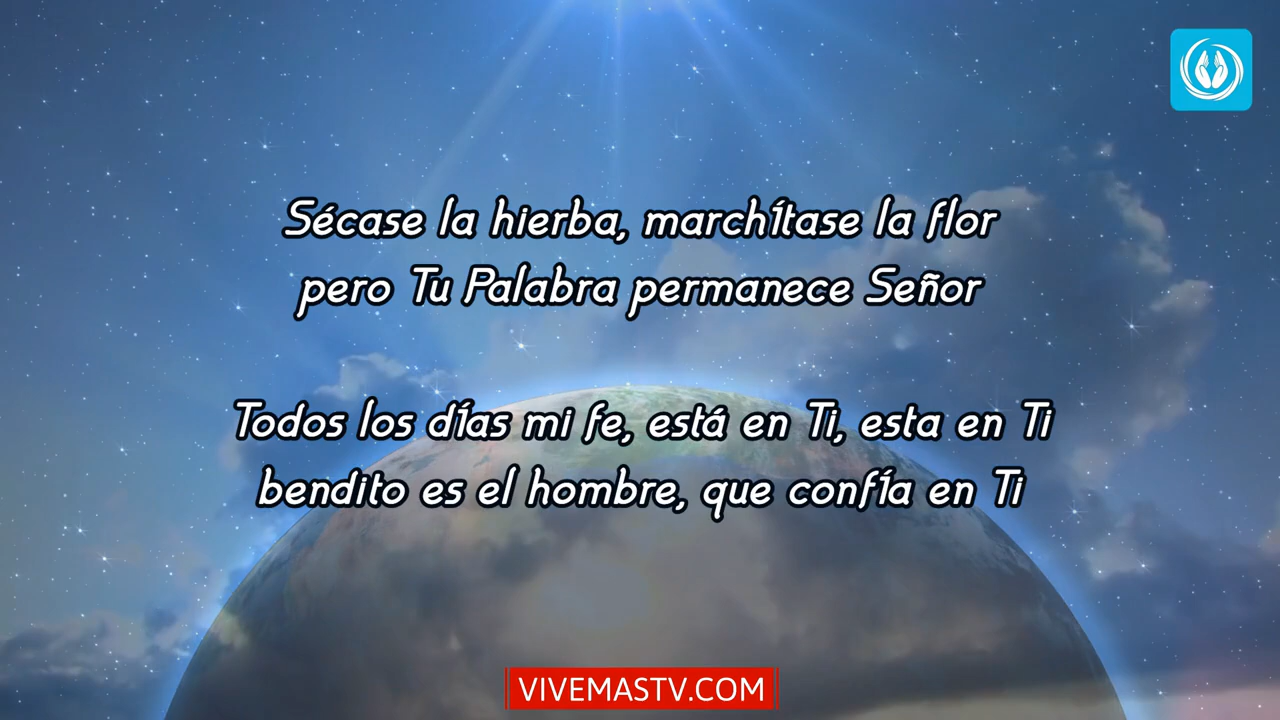 Sécase la hierba, marchítase la flor
pero Tu Palabra permanece Señor
Todos los días mi fe, está en Ti, esta en Ti
bendito es el hombre, que confía en Ti
VIVEMASTV.COM